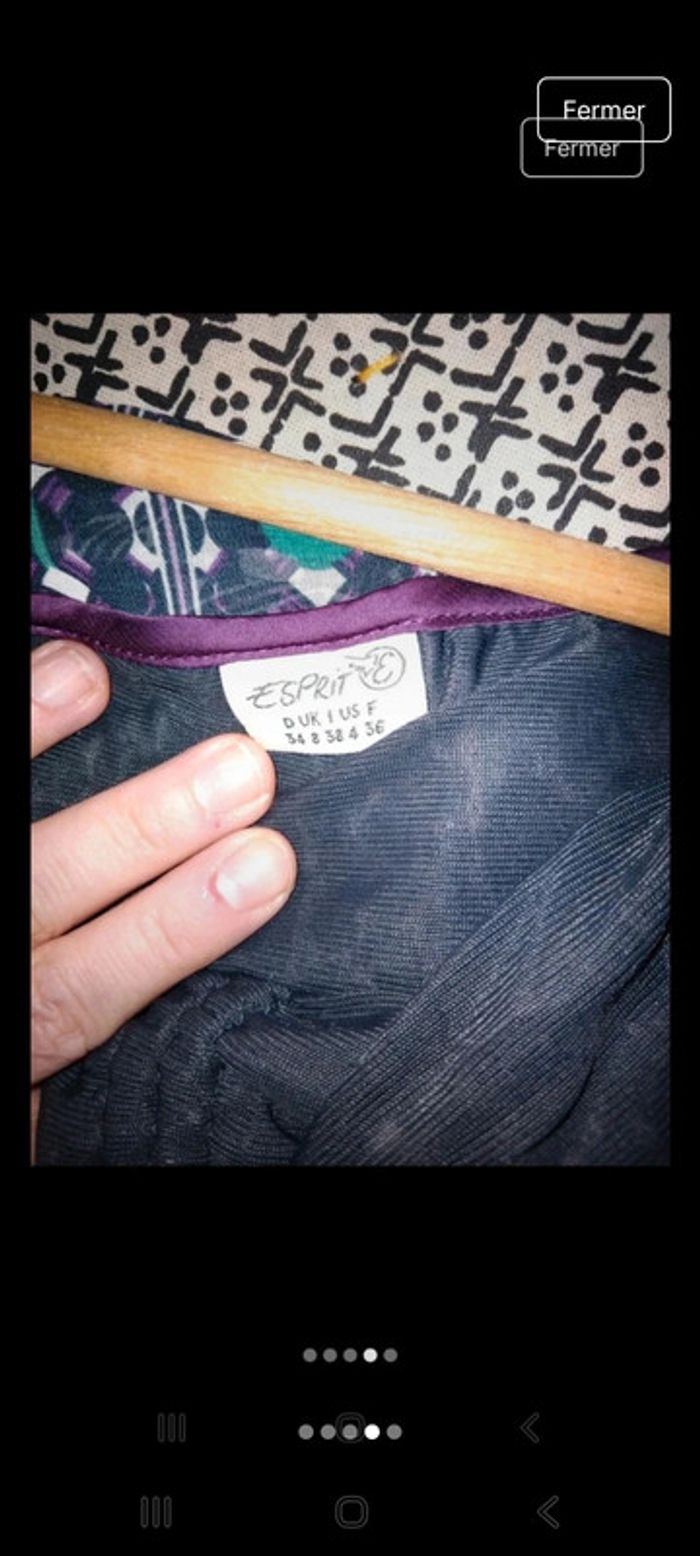 Fermer
Fermer
ESPRIT E
D UK I US F
34 8 38 4 36